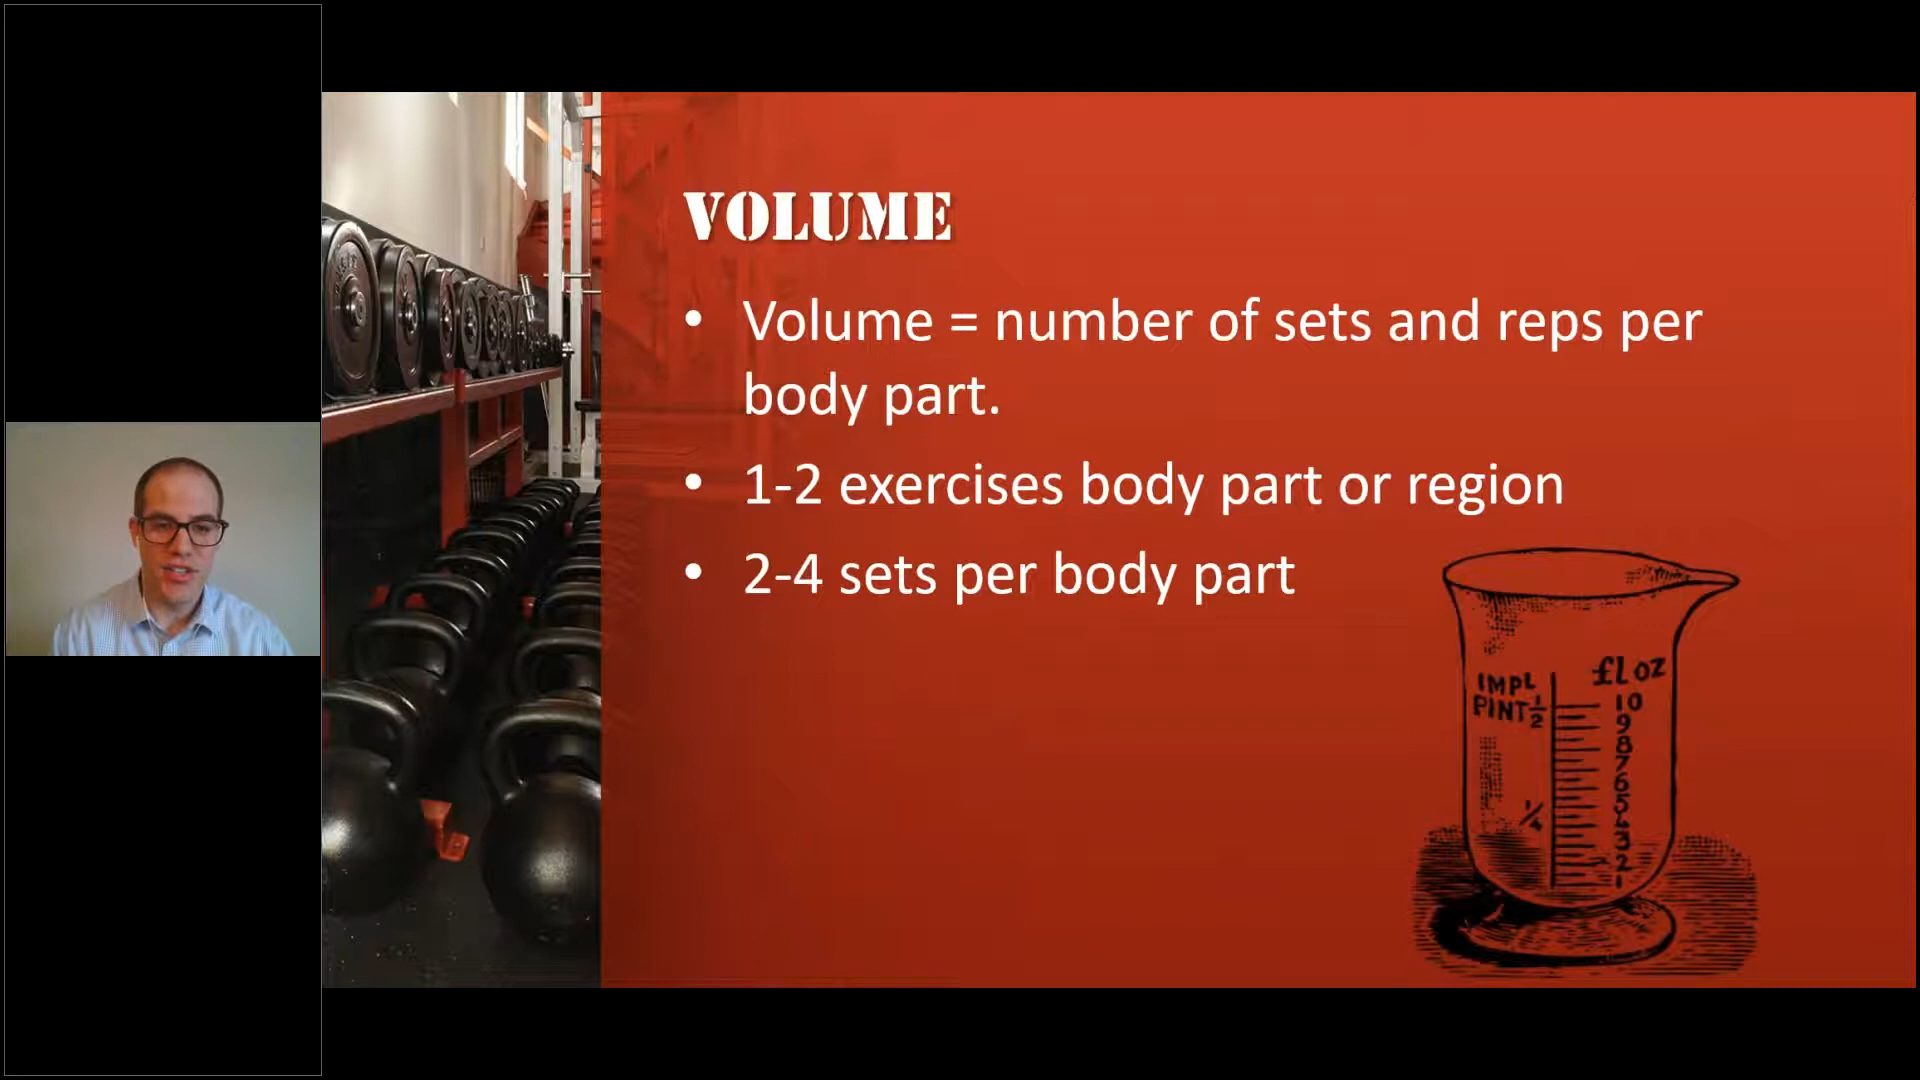 VOLUME
• Volume = number of sets and reps per
body part.
• 1-2 exercises body part or region
• 2-4 sets per body part
IMPL
PINT ½
¼
fl oz
10
9
8
7
6
5
4
3
2
1